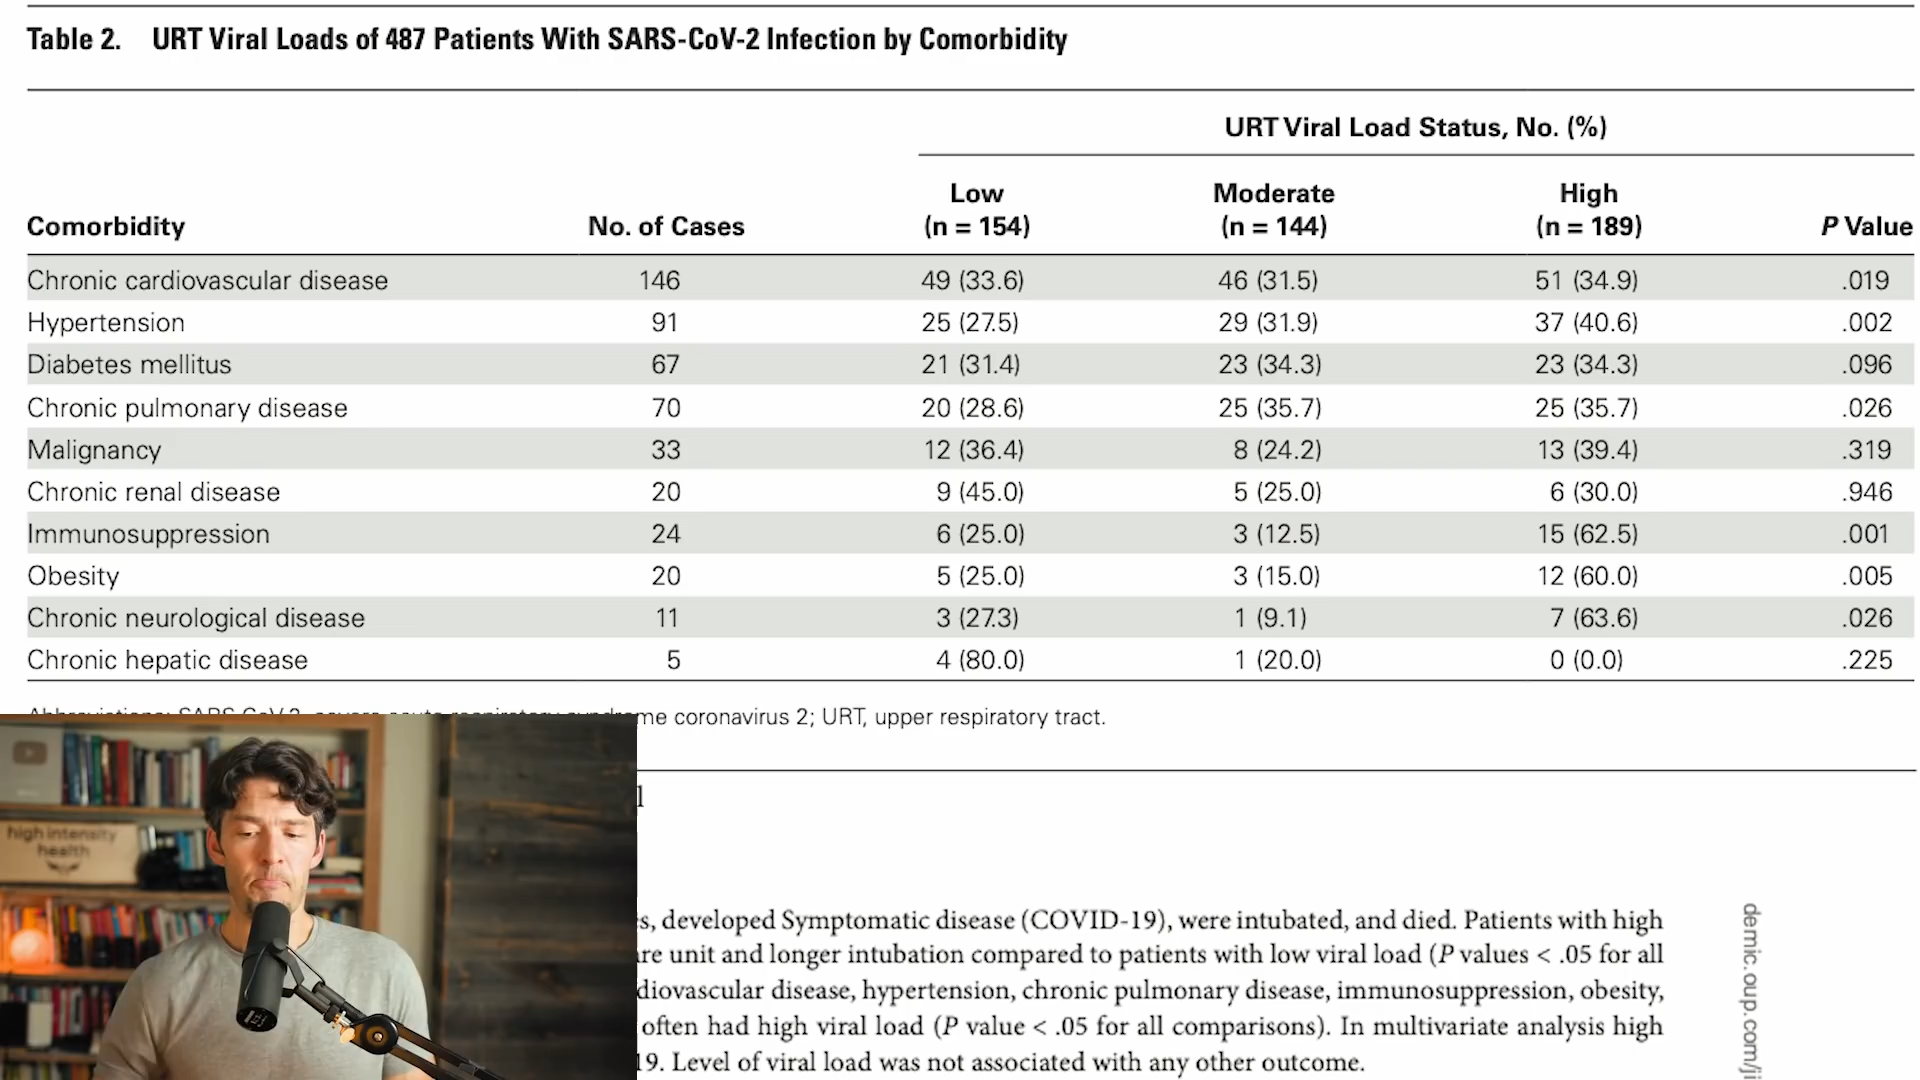 Table 2. URT Viral Loads of 487 Patients With SARS-CoV-2 Infection by Comorbidity
URT Viral Load Status, No. (%)
Comorbidity No. of Cases Low (n = 154) Moderate (n = 144) High (n = 189) P Value
Chronic cardiovascular disease 146 49 (33.6) 46 (31.5) 51 (34.9) .019
Hypertension 91 25 (27.5) 29 (31.9) 37 (40.6) .002
Diabetes mellitus 67 21 (31.4) 23 (34.3) 23 (34.3) .096
Chronic pulmonary disease 70 20 (28.6) 25 (35.7) 25 (35.7) .026
Malignancy 33 12 (36.4) 8 (24.2) 13 (39.4) .319
Chronic renal disease 20 9 (45.0) 5 (25.0) 6 (30.0) .946
Immunosuppression 24 6 (25.0) 3 (12.5) 15 (62.5) .001
Obesity 20 5 (25.0) 3 (15.0) 12 (60.0) .005
Chronic neurological disease 11 3 (27.3) 1 (9.1) 7 (63.6) .026
Chronic hepatic disease 5 4 (80.0) 1 (20.0) 0 (0.0) .225
me coronavirus 2; URT, upper respiratory tract.
high intensity
health
s, developed Symptomatic disease (COVID-19), were intubated, and died. Patients with high
re unit and longer intubation compared to patients with low viral load (P values < .05 for all
diovascular disease, hypertension, chronic pulmonary disease, immunosuppression, obesity,
often had high viral load (P value < .05 for all comparisons). In multivariate analysis high
19. Level of viral load was not associated with any other outcome.
demic.oup.com/ji